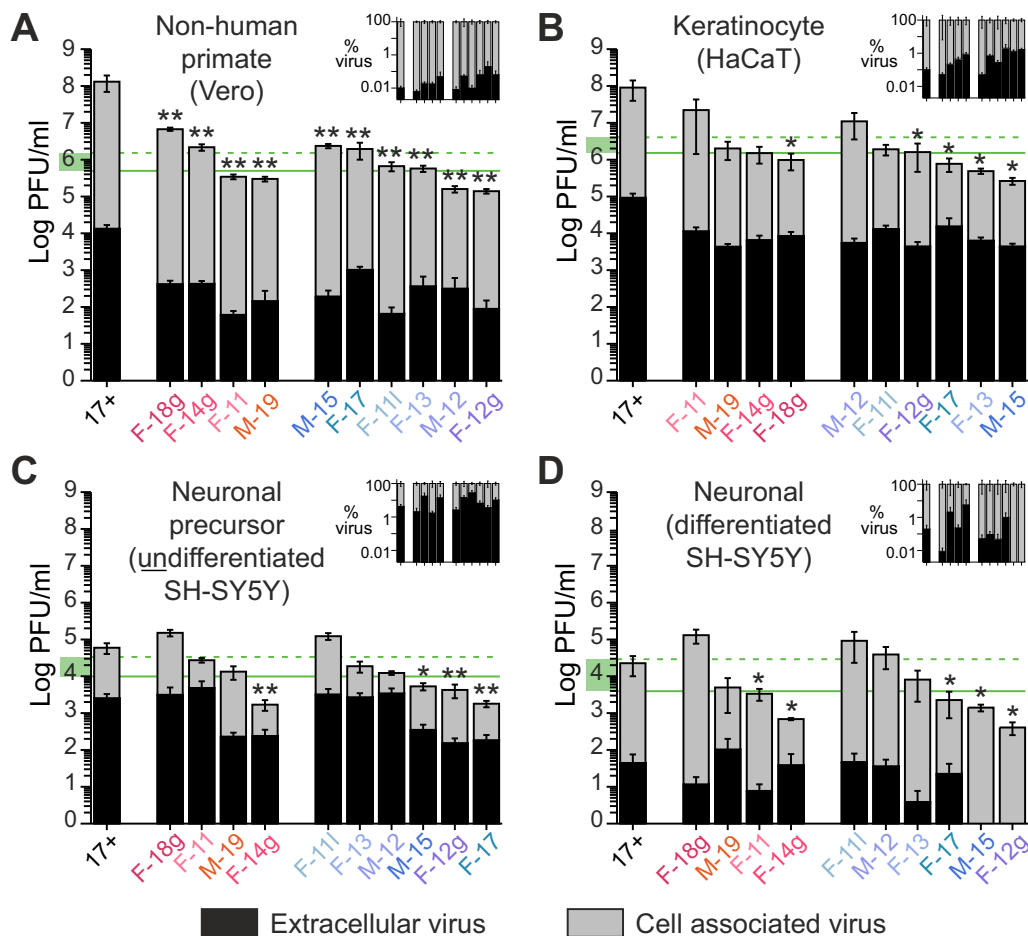 A
Non-human
primate
(Vero)
% virus
100
1
0.01
Log PFU/ml
9
8
7
6
5
4
3
2
1
0
** ** ** ** ** ** ** ** ** **
17+ F-18g F-14g F-11 M-19 M-15 F-17 F-11l F-13 M-12 F-12g
B
Keratinocyte
(HaCaT)
% virus
100
1
0.01
Log PFU/ml
9
8
7
6
5
4
3
2
1
0
* * * * *
17+ F-11 M-19 F-14g F-18g M-12 F-11l F-12g F-17 F-13 M-15
C
Neuronal
precursor
(undifferentiated
SH-SY5Y)
% virus
100
1
0.01
Log PFU/ml
9
8
7
6
5
4
3
2
1
0
** * ** **
17+ F-18g F-11 M-19 F-14g F-11l F-13 M-12 M-15 F-12g F-17
D
Neuronal
(differentiated
SH-SY5Y)
% virus
100
1
0.01
Log PFU/ml
9
8
7
6
5
4
3
2
1
0
* * * * *
17+ F-18g M-19 F-11 F-14g F-11l M-12 F-13 F-17 M-15 F-12g
Extracellular virus Cell associated virus